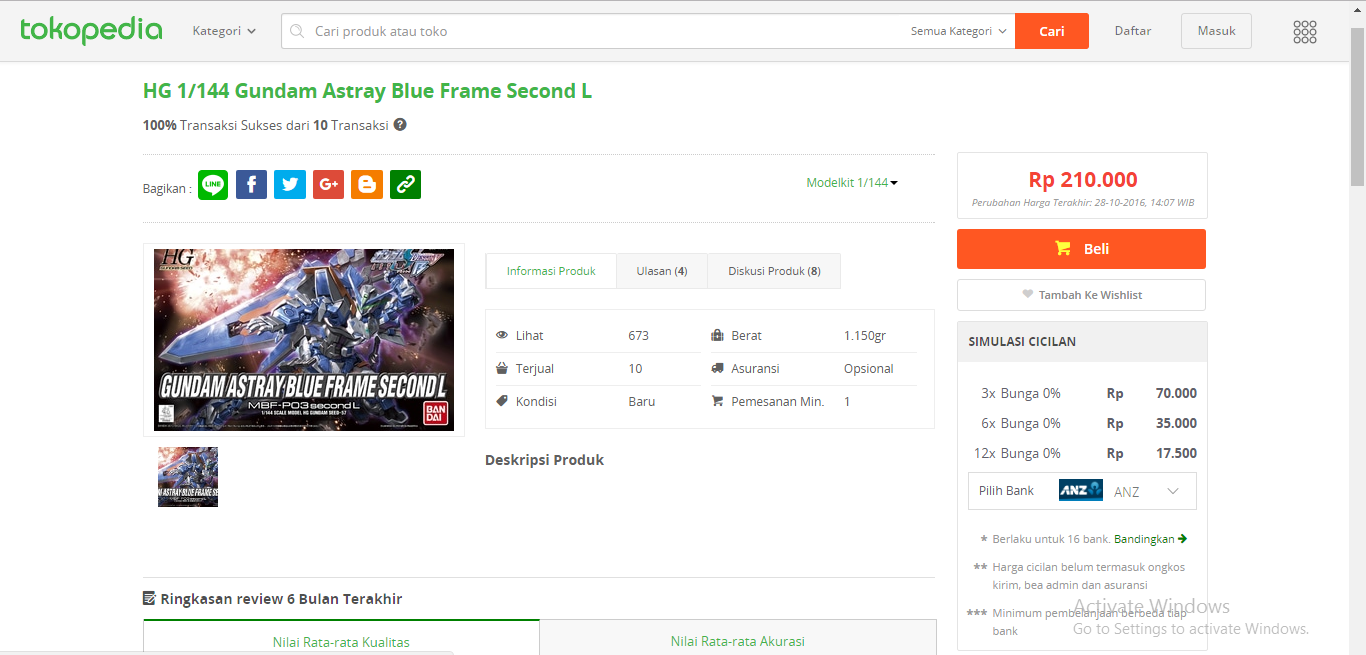 tokopedia
Kategori
Cari produk atau toko
Semua Kategori
Cari
Daftar
Masuk
HG 1/144 Gundam Astray Blue Frame Second L
100% Transaksi Sukses dari 10 Transaksi ?
Bagikan :
LINE
f
G+
Modelkit 1/144
HG
GUNDAM ASTRAY BLUE FRAME SECOND L
MBF-P03 second L
1/144 SCALE MODEL HG GUNDAM SEED-57
BAN
DAI
Informasi Produk
Ulasan (4)
Diskusi Produk (8)
Lihat 673
Berat 1.150gr
Terjual 10
Asuransi Opsional
Kondisi Baru
Pemesanan Min. 1
Deskripsi Produk
Ringkasan review 6 Bulan Terakhir
Nilai Rata-rata Kualitas
Nilai Rata-rata Akurasi
Rp 210.000
Perubahan Harga Terakhir: 28-10-2016, 14:07 WIB
Beli
Tambah Ke Wishlist
SIMULASI CICILAN
3x Bunga 0% Rp 70.000
6x Bunga 0% Rp 35.000
12x Bunga 0% Rp 17.500
Pilih Bank ANZ ANZ
* Berlaku untuk 16 bank. Bandingkan
** Harga cicilan belum termasuk ongkos
kirim, bea admin dan asuransi
*** Minimum pembelanjaan berbeda tiap
bank
Activate Windows
Go to Settings to activate Windows.